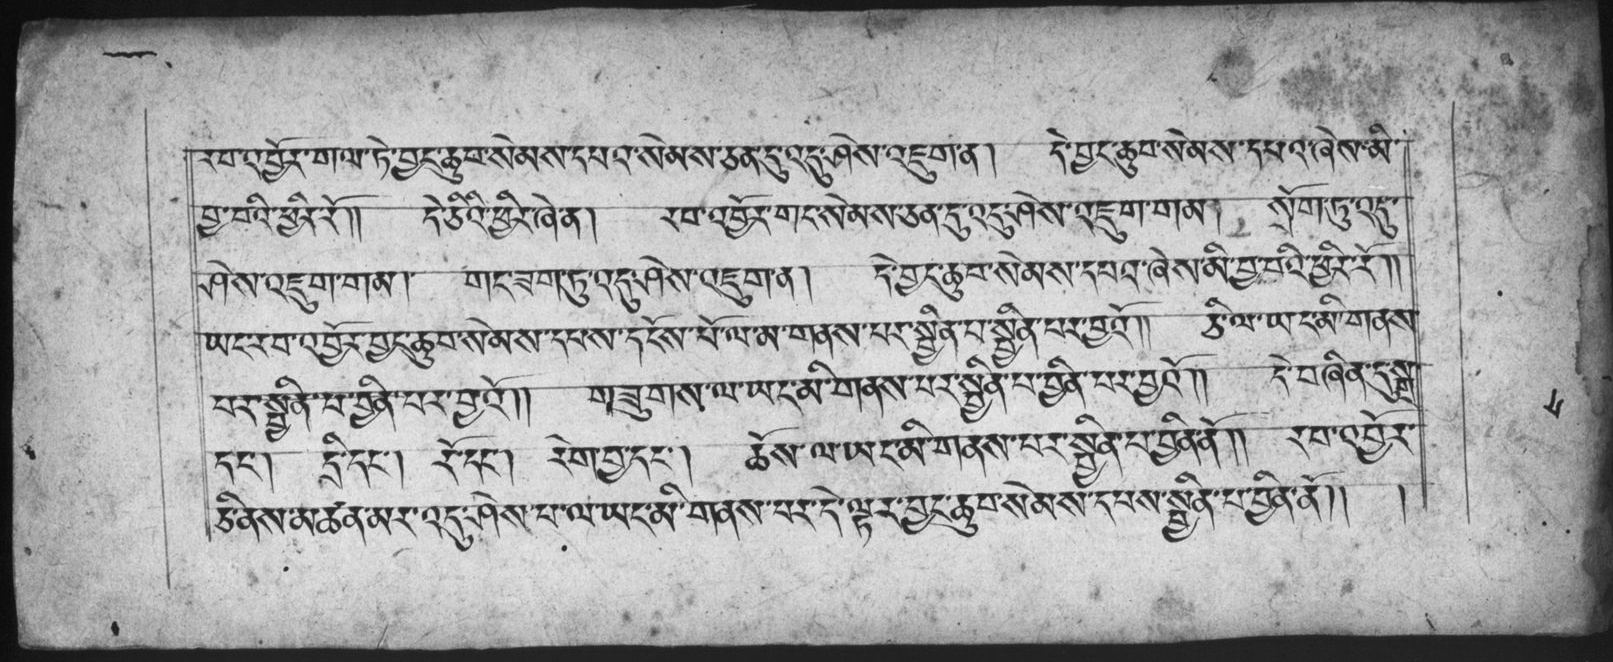 རབ་འབྱོར་གལ་ཏེ་བྱང་ཆུབ་སེམས་དཔའ་སེམས་ཅན་དུ་འདུ་ཤེས་འཇུག་ན། དེ་བྱང་ཆུབ་སེམས་དཔའ་ཞེས་མི་
བྱ་བའི་ཕྱིར་རོ།། དེ་ཅིའི་ཕྱིར་ཞེ་ན། རབ་འབྱོར་གང་སེམས་ཅན་དུ་འདུ་ཤེས་འཇུག་གམ། སྲོག་ཏུ་འདུ་
ཤེས་འཇུག་གམ། གང་ཟག་ཏུ་འདུ་ཤེས་འཇུག་ན། དེ་བྱང་ཆུབ་སེམས་དཔའ་ཞེས་མི་བྱ་བའི་ཕྱིར་རོ།།
ཡང་རབ་འབྱོར་བྱང་ཆུབ་སེམས་དཔས་དངོས་པོ་ལ་མ་གནས་པར་སྦྱིན་པ་སྦྱིན་པར་བྱའོ།། ཅི་ལ་ཡང་མི་གནས་
པར་སྦྱིན་པ་བྱིན་པར་བྱའོ།། གཟུགས་ལ་ཡང་མི་གནས་པར་སྦྱིན་པ་བྱིན་པར་བྱའོ།། དེ་བཞིན་དུ་སྒྲ་
དང་། དྲི་དང་། རོ་དང་། རེག་བྱ་དང་། ཆོས་ལ་ཡང་མི་གནས་པར་སྦྱིན་པ་བྱིན་ནོ།། རབ་འབྱོར་
ཅི་ནས་མཚན་མར་འདུ་ཤེས་པ་ལ་ཡང་མི་གནས་པར་དེ་ལྟར་བྱང་ཆུབ་སེམས་དཔས་སྦྱིན་པ་བྱིན་ནོ།། །